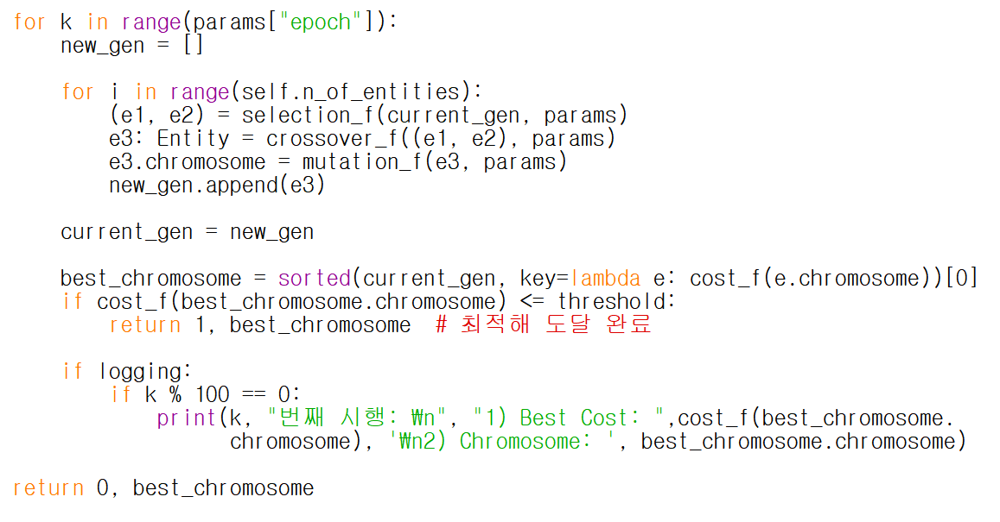 for k in range(params["epoch"]):
    new_gen = []

    for i in range(self.n_of_entities):
        (e1, e2) = selection_f(current_gen, params)
        e3: Entity = crossover_f((e1, e2), params)
        e3.chromosome = mutation_f(e3, params)
        new_gen.append(e3)

    current_gen = new_gen

    best_chromosome = sorted(current_gen, key=lambda e: cost_f(e.chromosome))[0]
    if cost_f(best_chromosome.chromosome) <= threshold:
        return 1, best_chromosome  # 최적해 도달 완료

    if logging:
        if k % 100 == 0:
            print(k, "번째 시행: ₩n", "1) Best Cost: ",cost_f(best_chromosome.
                  chromosome), '₩n2) Chromosome: ', best_chromosome.chromosome)

return 0, best_chromosome